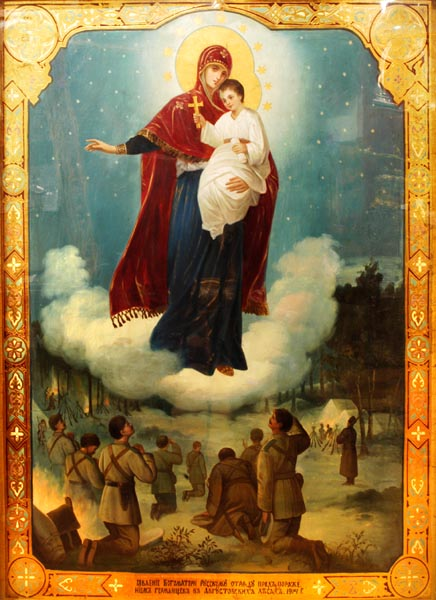 ЯВЛЕНІЕ БОГОМАТЕРИ РУССКОМУ ОТРЯДУ ПРЕДЪ ПОРАЖЕ
НІЕМЪ ГЕРМАНЦЕВЪ ВЪ АВГУСТОВСКИХЪ ЛѢСАХЪ. 1914 Г.